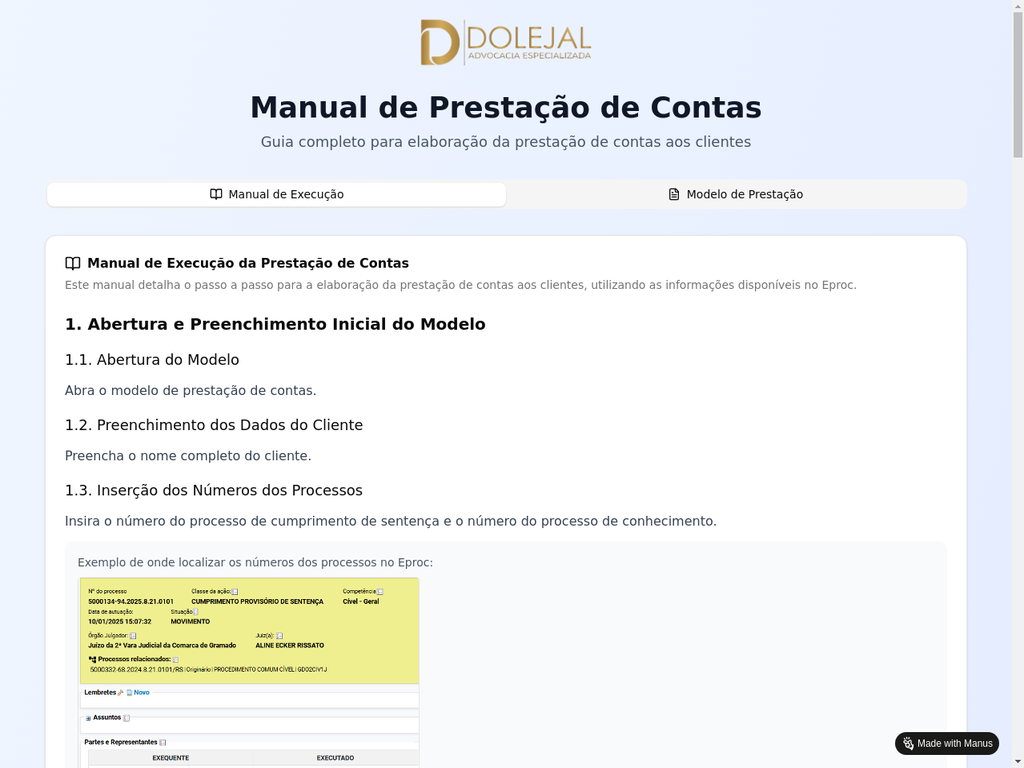 DOLEJAL
ADVOCACIA ESPECIALIZADA
Manual de Prestação de Contas
Guia completo para elaboração da prestação de contas aos clientes
Manual de Execução
Modelo de Prestação
Manual de Execução da Prestação de Contas
Este manual detalha o passo a passo para a elaboração da prestação de contas aos clientes, utilizando as informações disponíveis no Eproc.
1. Abertura e Preenchimento Inicial do Modelo
1.1. Abertura do Modelo
Abra o modelo de prestação de contas.
1.2. Preenchimento dos Dados do Cliente
Preencha o nome completo do cliente.
1.3. Inserção dos Números dos Processos
Insira o número do processo de cumprimento de sentença e o número do processo de conhecimento.
Exemplo de onde localizar os números dos processos no Eproc:
Nº do processo Classe da ação: Competência
5000134-94.2025.8.21.0101 CUMPRIMENTO PROVISÓRIO DE SENTENÇA Cível - Geral
Data de autuação: Situação
10/01/2025 15:07:32 MOVIMENTO
Órgão Julgador: Juiz(a):
Juízo da 2ª Vara Judicial da Comarca de Gramado ALINE ECKER RISSATO
Processos relacionados:
5000332-68.2024.8.21.0101/RS | Originário | PROCEDIMENTO COMUM CÍVEL | GDO2CIV1J
Lembretes Novo
Assuntos
Partes e Representantes
EXEQUENTE EXECUTADO
Made with Manus